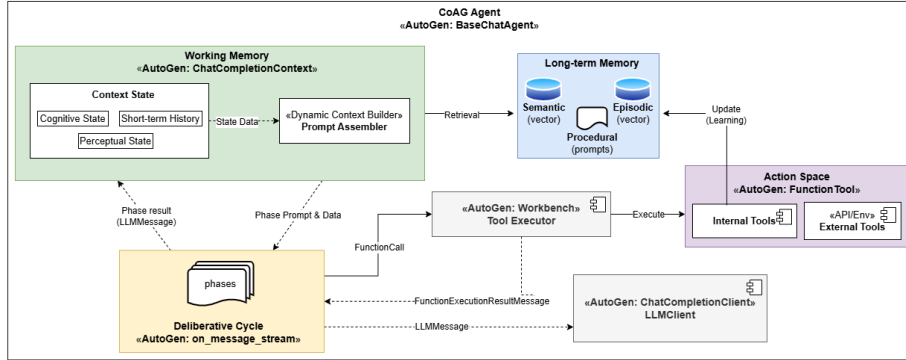 CoAG Agent
«AutoGen: BaseChatAgent»
Working Memory
«AutoGen: ChatCompletionContext»
Context State
Cognitive State
Short-term History
Perceptual State
State Data
«Dynamic Context Builder»
Prompt Assembler
Retrieval
Long-term Memory
Semantic
(vector)
Episodic
(vector)
Procedural
(prompts)
Update
(Learning)
Action Space
«AutoGen: FunctionTool»
Internal Tools
«API/Env»
External Tools
Phase result
(LLMMessage)
Phase Prompt & Data
«AutoGen: Workbench»
Tool Executor
Execute
FunctionCall
phases
Deliberative Cycle
«AutoGen: on_message_stream»
FunctionExecutionResultMessage
LLMMessage
«AutoGen: ChatCompletionClient»
LLMClient